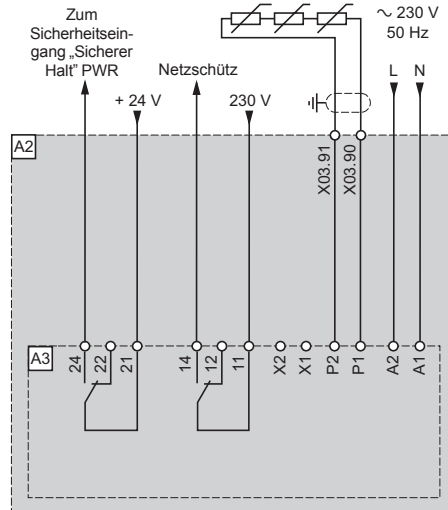 Zum
Sicherheitsein-
gang „Sicherer
Halt" PWR
+ 24 V
Netzschütz
230 V
∼ 230 V
50 Hz
L
N
A2
X03.91
X03.90
A3
24
22
21
14
12
11
X2
X1
P2
P1
A2
A1